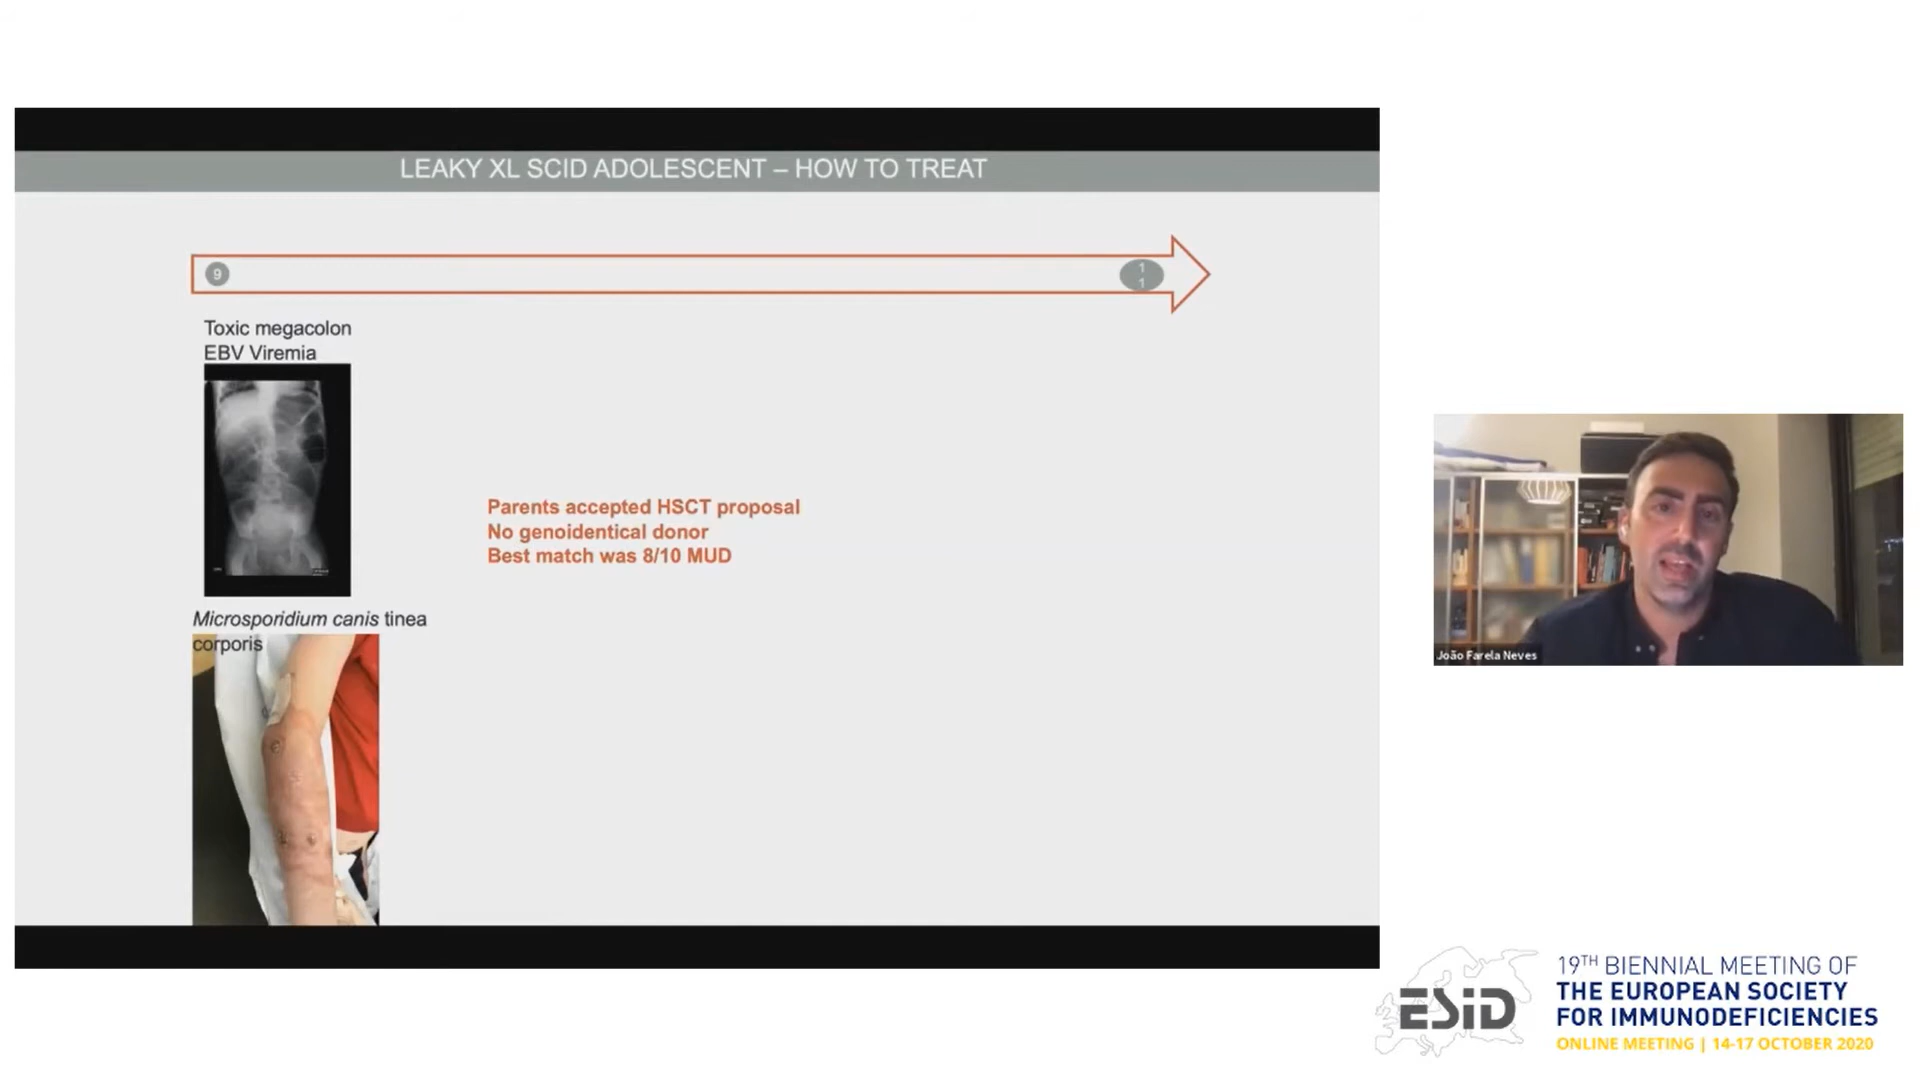 LEAKY XL SCID ADOLESCENT – HOW TO TREAT
9
1
1
Toxic megacolon
EBV Viremia
Parents accepted HSCT proposal
No genoidentical donor
Best match was 8/10 MUD
Microsporidium canis tinea
corporis
João Farela Neves
ESiD
19TH BIENNIAL MEETING OF
THE EUROPEAN SOCIETY
FOR IMMUNODEFICIENCIES
ONLINE MEETING | 14-17 OCTOBER 2020